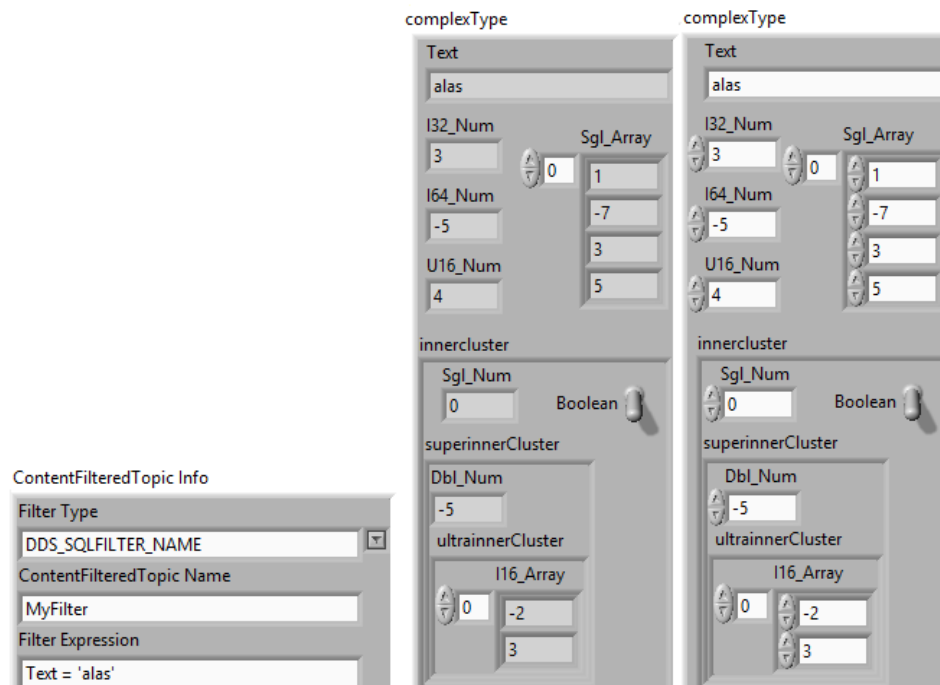 complexType
Text
alas
I32_Num
3
Sgl_Array
0
1
-7
3
5
I64_Num
-5
U16_Num
4
innercluster
Sgl_Num
0
Boolean
superinnerCluster
Dbl_Num
-5
ultrainnerCluster
I16_Array
0
-2
3
complexType
Text
alas
I32_Num
3
Sgl_Array
0
1
-7
3
5
I64_Num
-5
U16_Num
4
innercluster
Sgl_Num
0
Boolean
superinnerCluster
Dbl_Num
-5
ultrainnerCluster
I16_Array
0
-2
3
ContentFilteredTopic Info
Filter Type
DDS_SQLFILTER_NAME
ContentFilteredTopic Name
MyFilter
Filter Expression
Text = 'alas'